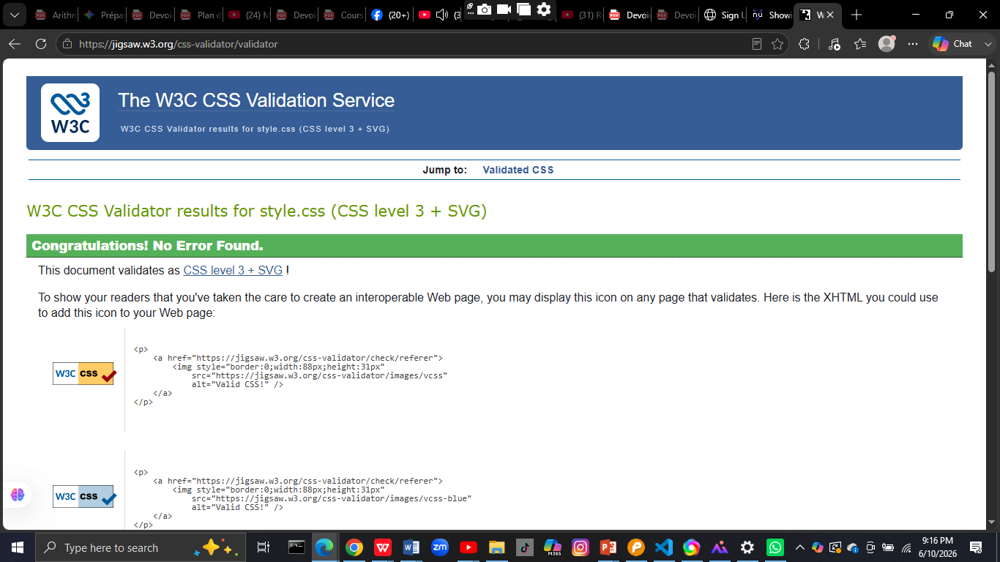 Arithm
Prépar
Devoi
Plan d
(24) M
Devoi
Cours
(20+)
(3
(31) R
Devoi
Devoi
Sign U
Showi
W
https://jigsaw.w3.org/css-validator/validator
Chat
W3C
The W3C CSS Validation Service
W3C CSS Validator results for style.css (CSS level 3 + SVG)
Jump to: Validated CSS
W3C CSS Validator results for style.css (CSS level 3 + SVG)
Congratulations! No Error Found.
This document validates as CSS level 3 + SVG !
To show your readers that you've taken the care to create an interoperable Web page, you may display this icon on any page that validates. Here is the XHTML you could use
to add this icon to your Web page:
W3C css
<p>
<a href="https://jigsaw.w3.org/css-validator/check/referer">
<img style="border:0;width:88px;height:31px"
src="https://jigsaw.w3.org/css-validator/images/vcss"
alt="Valid CSS!" />
</a>
</p>
W3C css
<p>
<a href="https://jigsaw.w3.org/css-validator/check/referer">
<img style="border:0;width:88px;height:31px"
src="https://jigsaw.w3.org/css-validator/images/vcss-blue"
alt="Valid CSS!" />
</a>
</p>
Type here to search
zm
M365
9:16 PM
6/10/2026